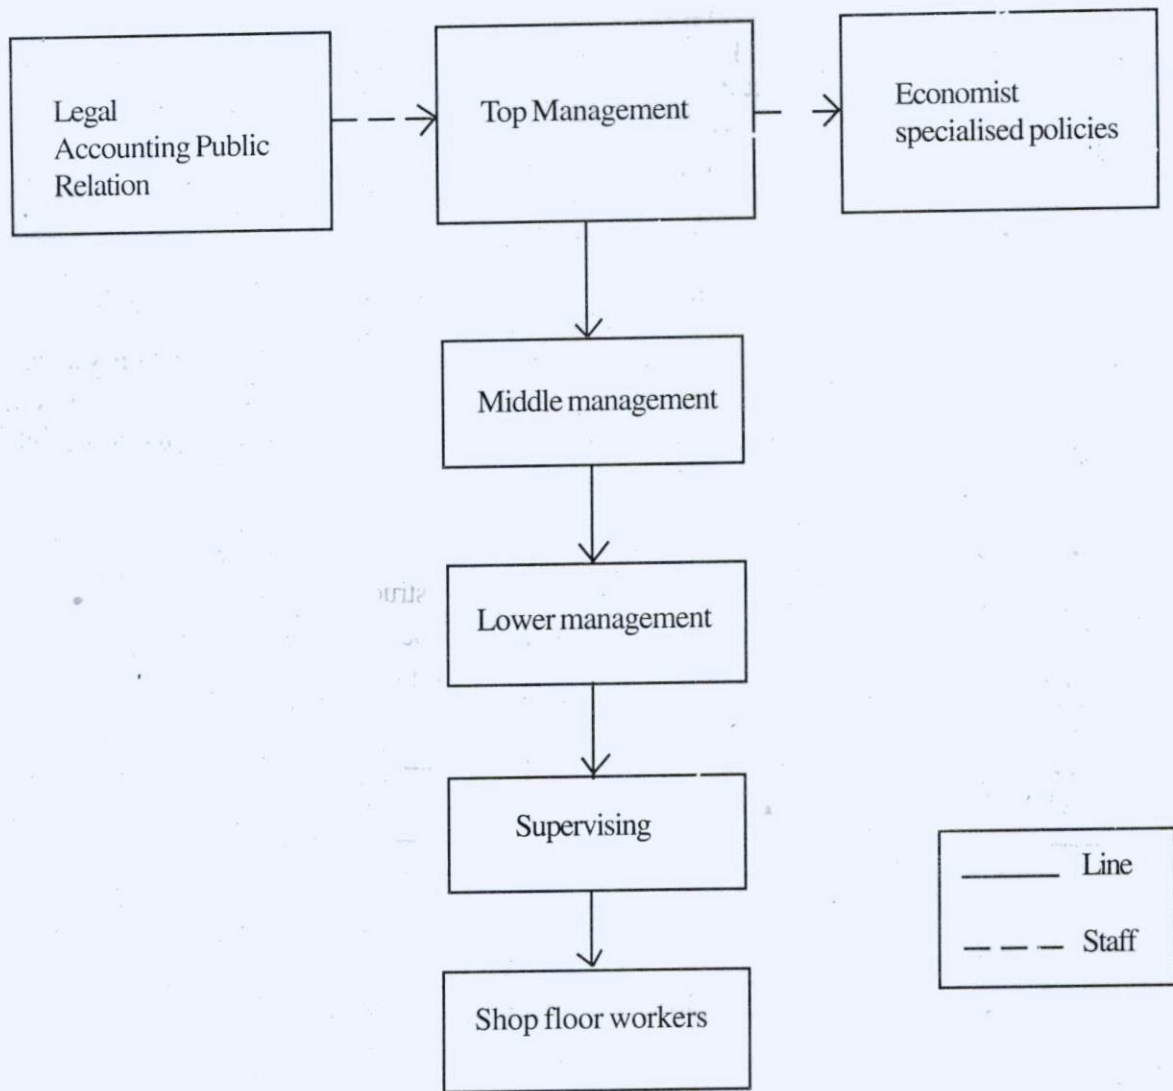 Legal
Accounting Public
Relation
Top Management
Economist
specialised policies
Middle management
Lower management
Supervising
Shop floor workers
Line
Staff